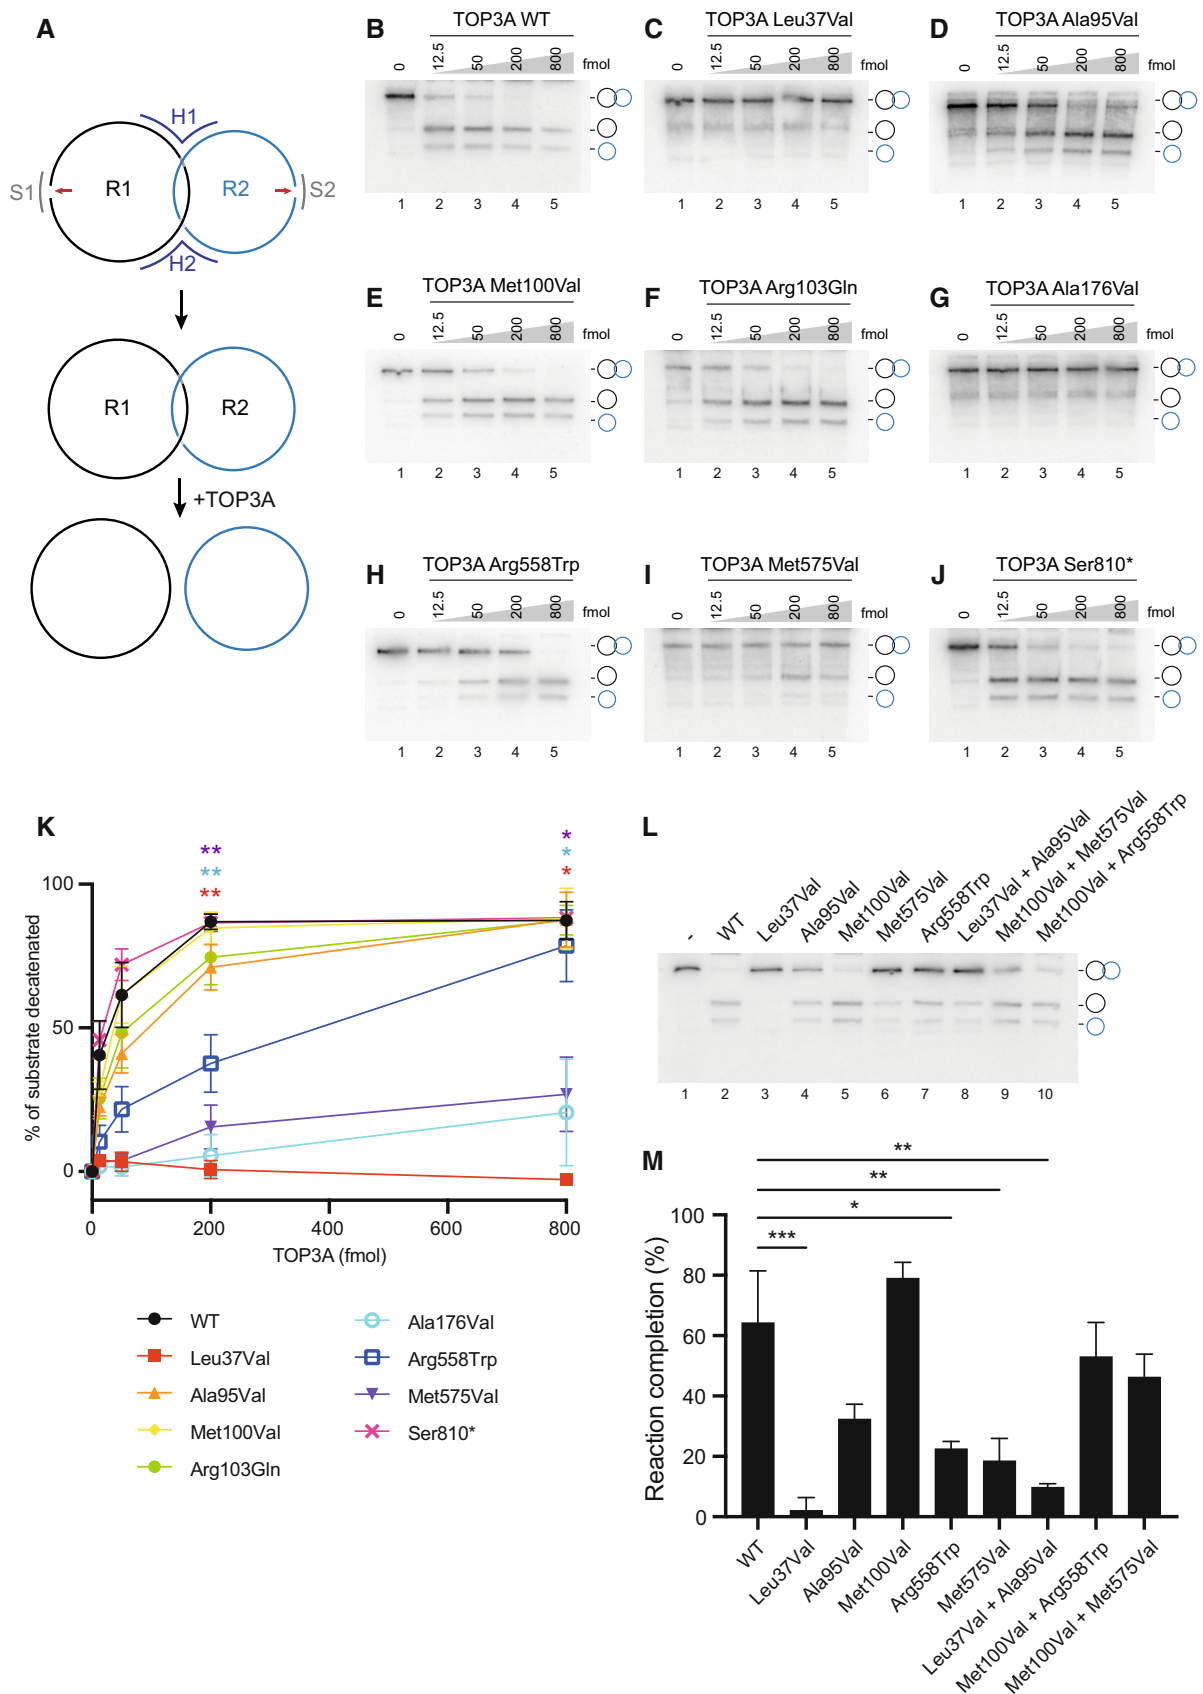 A
H1
S1
R1
R2
S2
H2
R1
R2
+TOP3A
B
TOP3A WT
0
12.5
50
200
800
fmol
1 2 3 4 5
C
TOP3A Leu37Val
0
12.5
50
200
800
fmol
1 2 3 4 5
D
TOP3A Ala95Val
0
12.5
50
200
800
fmol
1 2 3 4 5
E
TOP3A Met100Val
0
12.5
50
200
800
fmol
1 2 3 4 5
F
TOP3A Arg103Gln
0
12.5
50
200
800
fmol
1 2 3 4 5
G
TOP3A Ala176Val
0
12.5
50
200
800
fmol
1 2 3 4 5
H
TOP3A Arg558Trp
0
12.5
50
200
800
fmol
1 2 3 4 5
I
TOP3A Met575Val
0
12.5
50
200
800
fmol
1 2 3 4 5
J
TOP3A Ser810*
0
12.5
50
200
800
fmol
1 2 3 4 5
K
**
**
**
*
*
*
100
50
0
% of substrate decatenated
0 200 400 600 800
TOP3A (fmol)
WT
Leu37Val
Ala95Val
Met100Val
Arg103Gln
Ala176Val
Arg558Trp
Met575Val
Ser810*
L
-
WT
Leu37Val
Ala95Val
Met100Val
Met575Val
Arg558Trp
Leu37Val + Ala95Val
Met100Val + Met575Val
Met100Val + Arg558Trp
1 2 3 4 5 6 7 8 9 10
M
**
**
*
***
100
80
60
40
20
0
Reaction completion (%)
WT
Leu37Val
Ala95Val
Met100Val
Arg558Trp
Met575Val
Leu37Val + Ala95Val
Met100Val + Arg558Trp
Met100Val + Met575Val